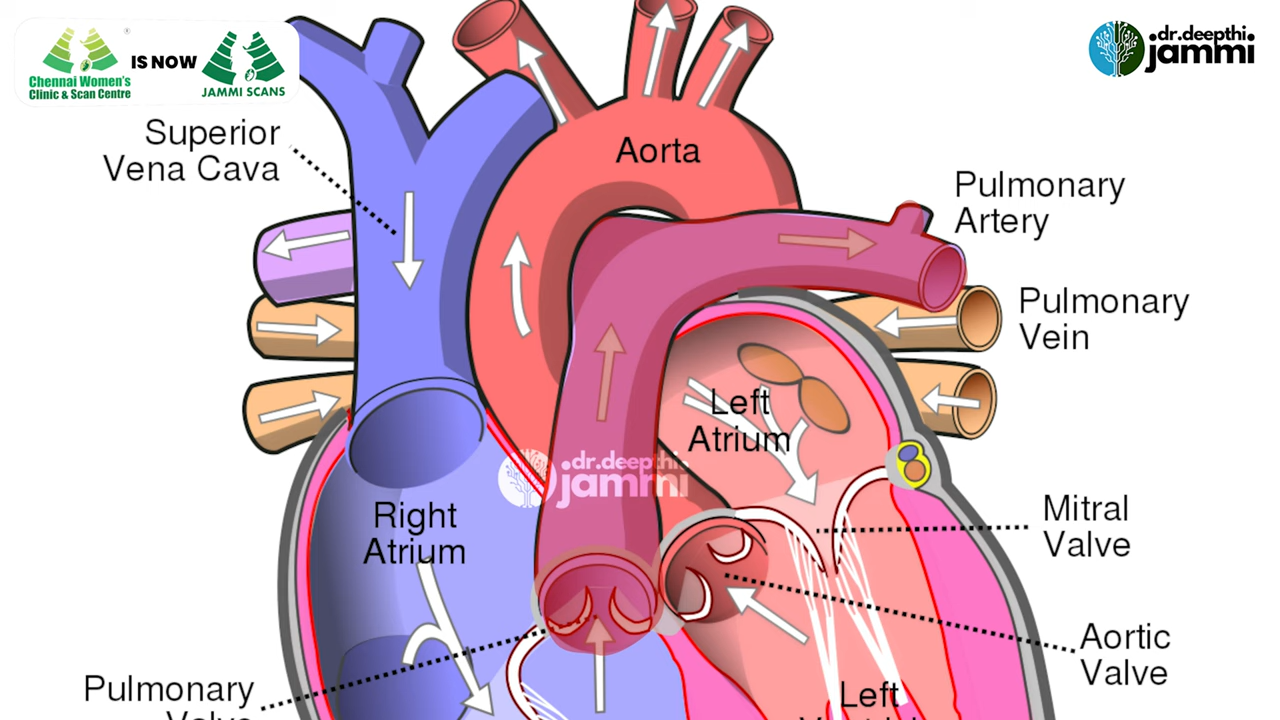 Chennai Women's
Clinic & Scan Centre
IS NOW
JAMMI SCANS
.dr.deepthi
jammi
Superior
Vena Cava
Aorta
Pulmonary
Artery
Pulmonary
Vein
Left
Atrium
.dr.deepthi
jammi
Right
Atrium
Mitral
Valve
Aortic
Valve
Pulmonary
Valve
Left